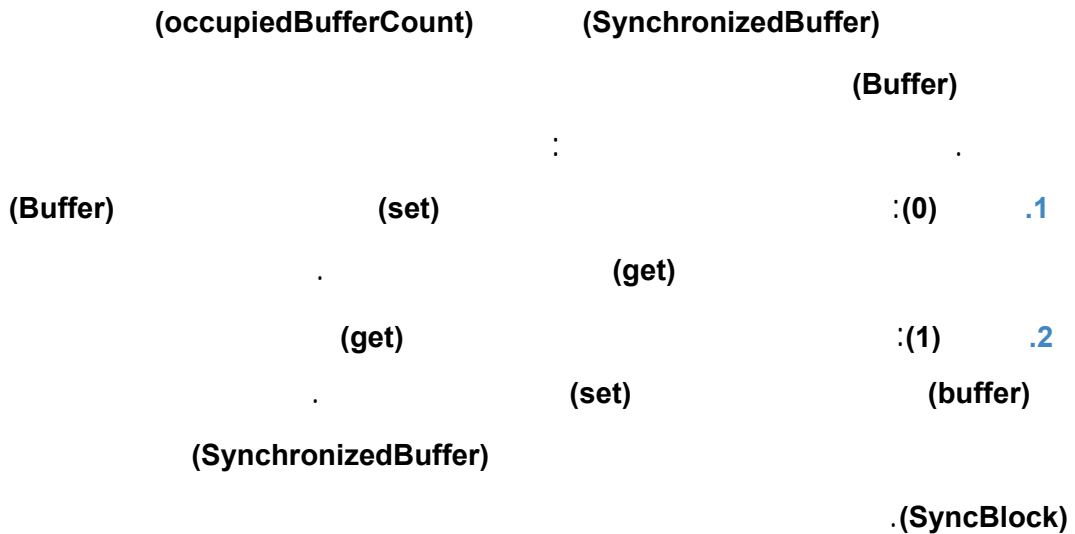 (SynchronizedBuffer) (occupiedBufferCount)
(Buffer)
. :
.1 (0): (set) (Buffer)
(get) .
.2 (1): (get)
(buffer) (set) .
(SynchronizedBuffer)
(SyncBlock).